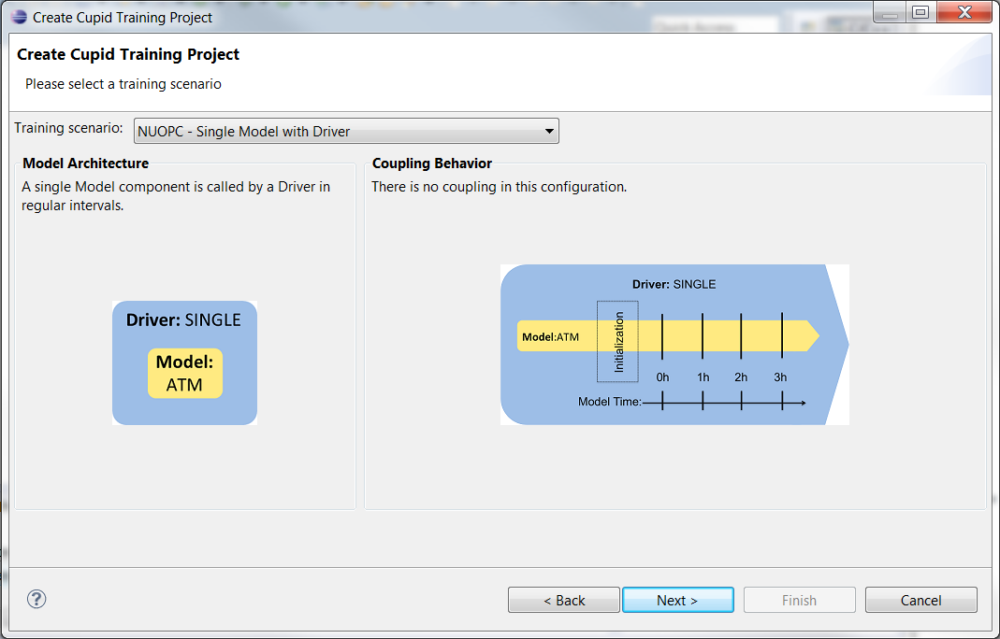 Create Cupid Training Project
Create Cupid Training Project
Please select a training scenario
Training scenario:
NUOPC - Single Model with Driver
Model Architecture
A single Model component is called by a Driver in
regular intervals.
Driver: SINGLE
Model:
ATM
Coupling Behavior
There is no coupling in this configuration.
Driver: SINGLE
Model:ATM
Initialization
0h 1h 2h 3h
Model Time:
?
< Back
Next >
Finish
Cancel